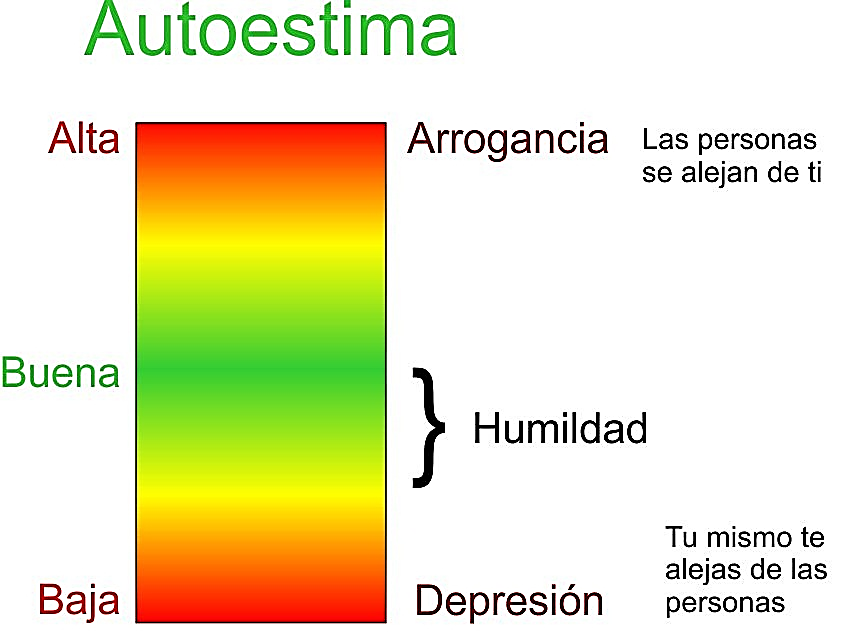 Autoestima
Alta
Arrogancia
Las personas
se alejan de ti
Buena
Humildad
Tu mismo te
alejas de las
personas
Baja
Depresión